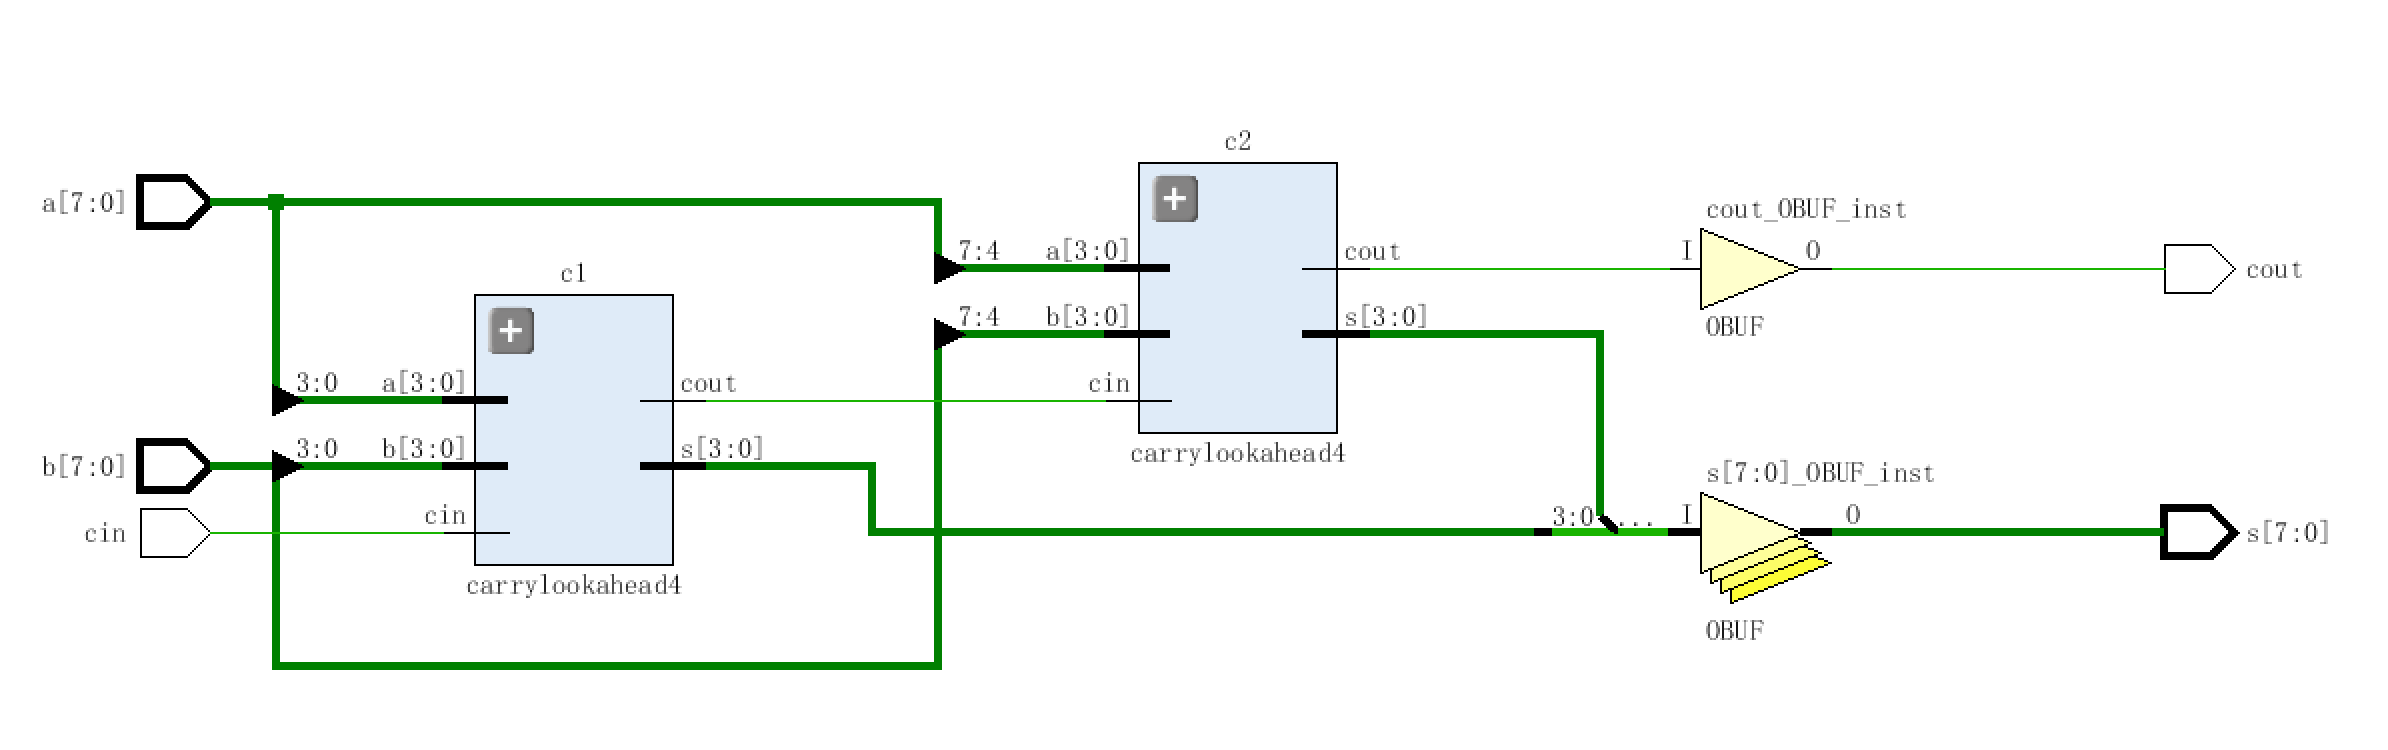 c2
a[7:0]
cout_OBUF_inst
7:4
a[3:0]
cout
I
O
cout
c1
7:4
b[3:0]
s[3:0]
OBUF
3:0
a[3:0]
cout
cin
3:0
b[3:0]
s[3:0]
carrylookahead4
b[7:0]
s[7:0]_OBUF_inst
cin
cin
3:0
...
I
O
s[7:0]
carrylookahead4
OBUF